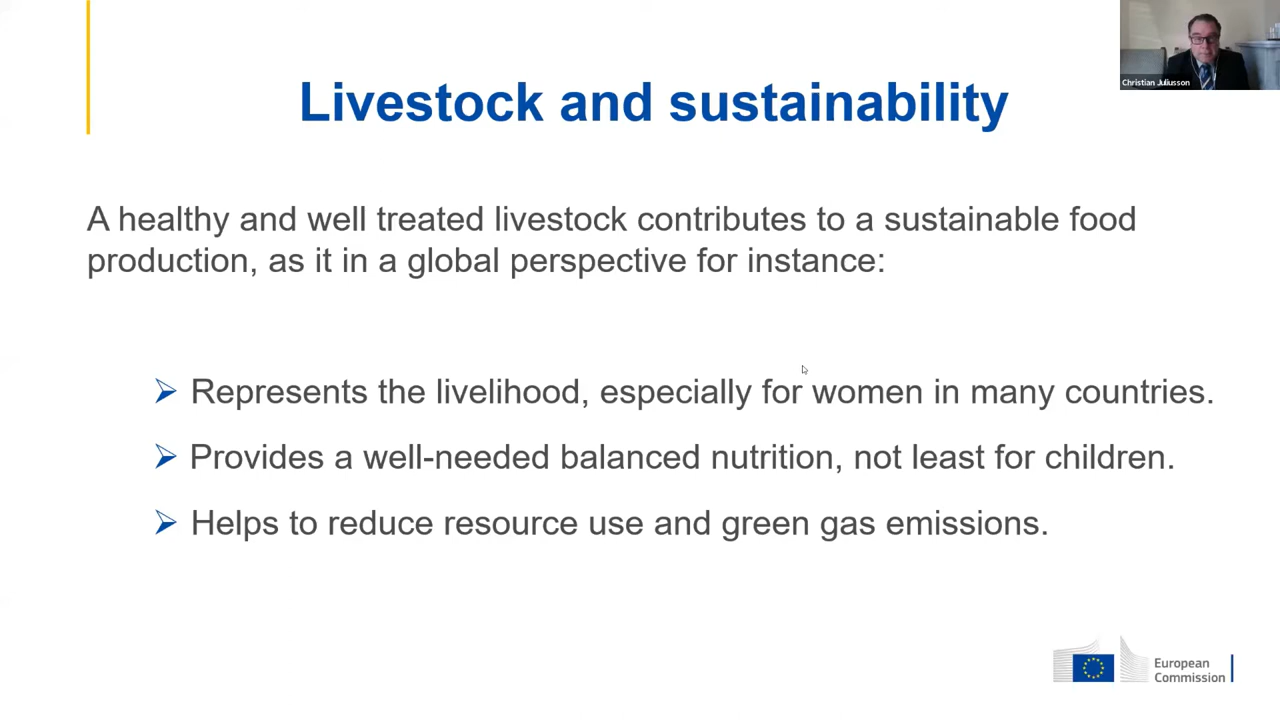 Christian Juliusson
Livestock and sustainability
A healthy and well treated livestock contributes to a sustainable food
production, as it in a global perspective for instance:
Represents the livelihood, especially for women in many countries.
Provides a well-needed balanced nutrition, not least for children.
Helps to reduce resource use and green gas emissions.
European
Commission